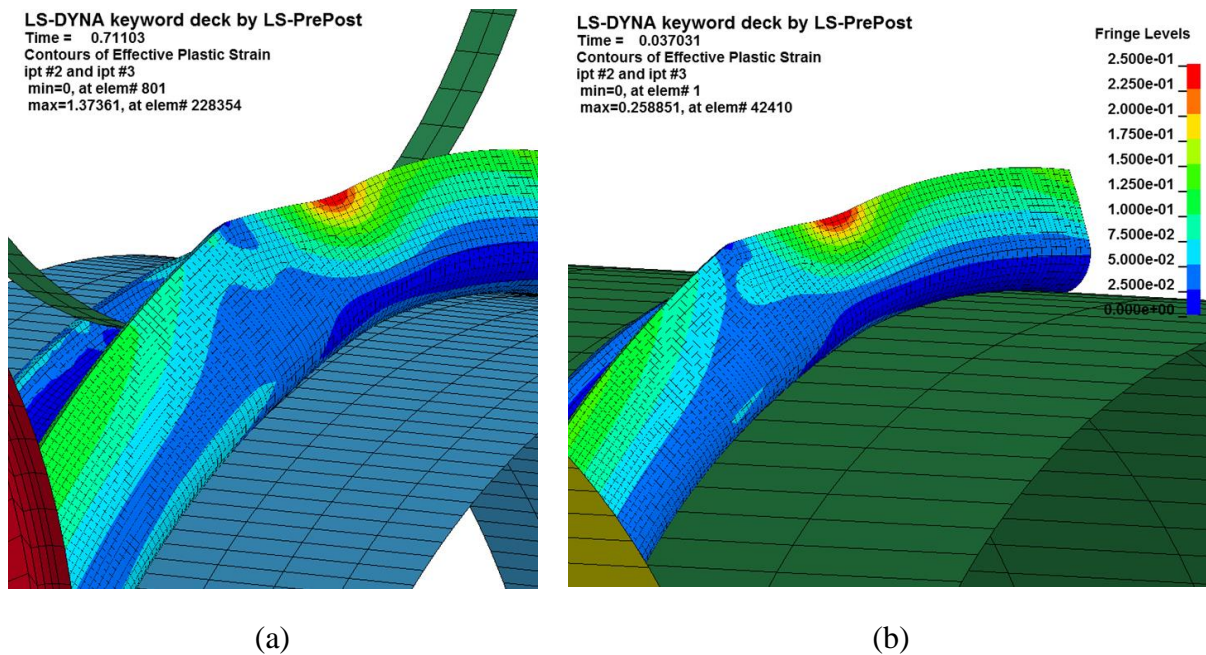 LS-DYNA keyword deck by LS-PrePost
Time = 0.71103
Contours of Effective Plastic Strain
ipt #2 and ipt #3
min=0, at elem# 801
max=1.37361, at elem# 228354
LS-DYNA keyword deck by LS-PrePost
Time = 0.037031
Contours of Effective Plastic Strain
ipt #2 and ipt #3
min=0, at elem# 1
max=0.258851, at elem# 42410
Fringe Levels
2.500e-01
2.250e-01
2.000e-01
1.750e-01
1.500e-01
1.250e-01
1.000e-01
7.500e-02
5.000e-02
2.500e-02
0.000e+00
(a)
(b)